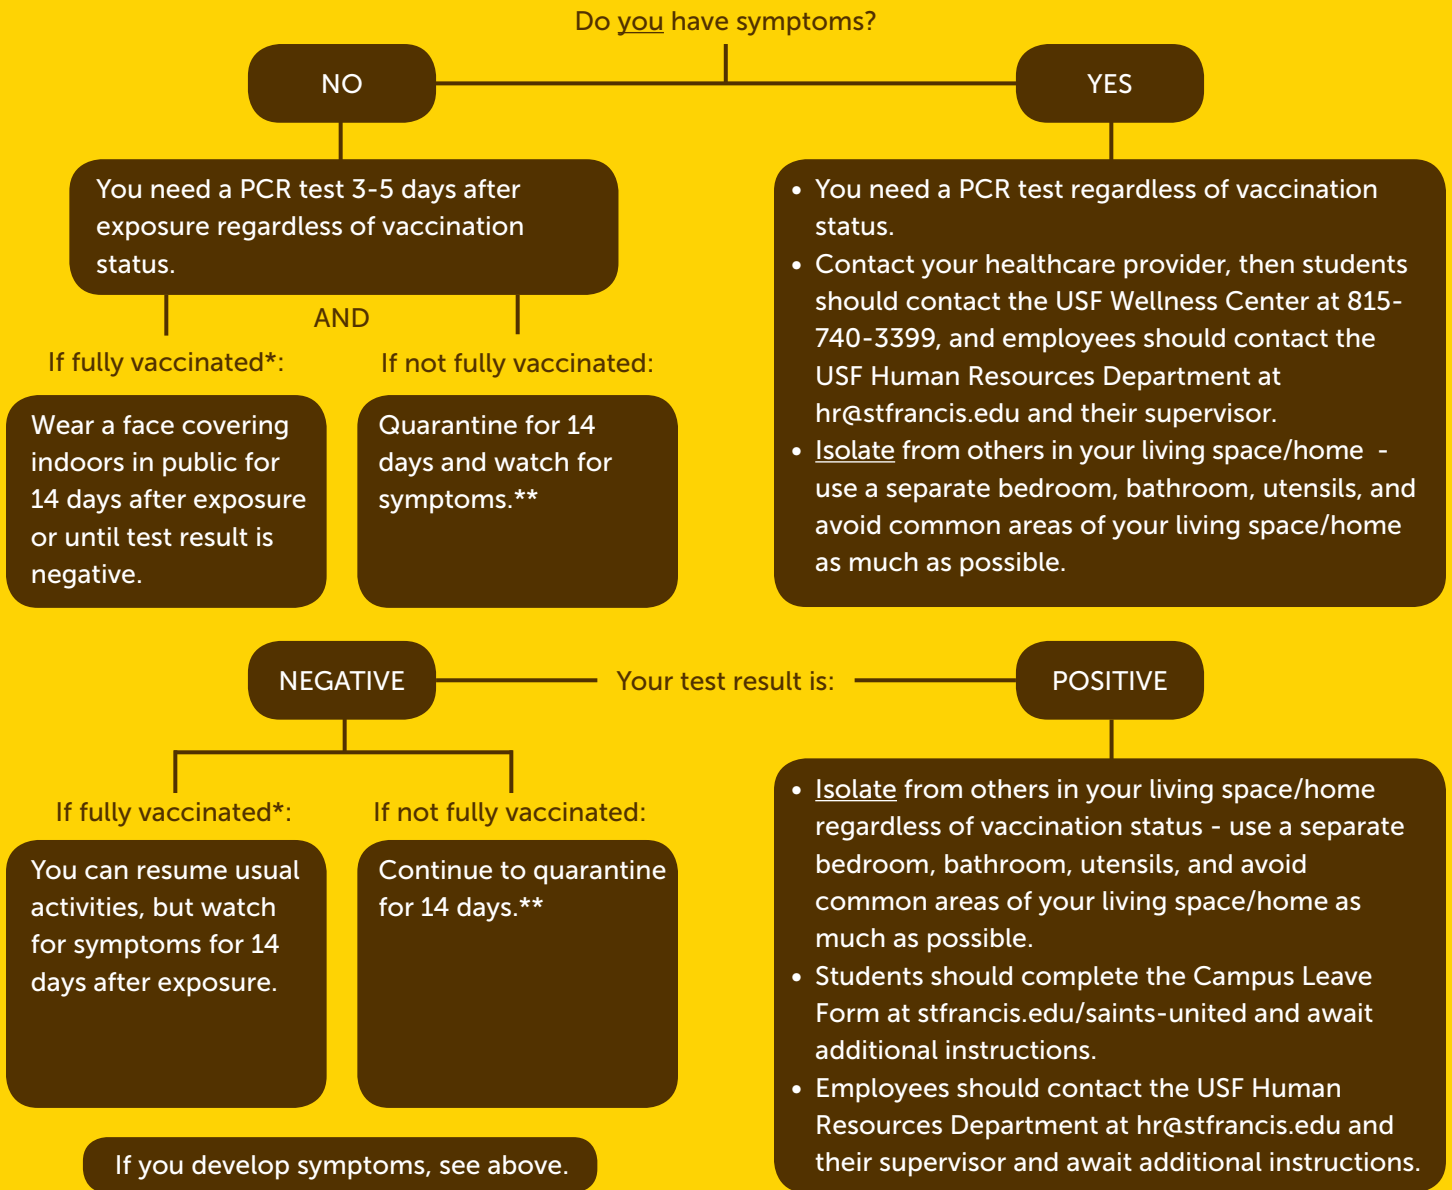 Do you have symptoms?
NO
YES
You need a PCR test 3-5 days after
exposure regardless of vaccination
status.
AND
If fully vaccinated*:
If not fully vaccinated:
Wear a face covering
indoors in public for
14 days after exposure
or until test result is
negative.
Quarantine for 14
days and watch for
symptoms.**
• You need a PCR test regardless of vaccination
status.
• Contact your healthcare provider, then students
should contact the USF Wellness Center at 815-
740-3399, and employees should contact the
USF Human Resources Department at
hr@stfrancis.edu and their supervisor.
• Isolate from others in your living space/home -
use a separate bedroom, bathroom, utensils, and
avoid common areas of your living space/home
as much as possible.
Your test result is:
NEGATIVE
POSITIVE
If fully vaccinated*:
If not fully vaccinated:
You can resume usual
activities, but watch
for symptoms for 14
days after exposure.
Continue to quarantine
for 14 days.**
If you develop symptoms, see above.
• Isolate from others in your living space/home
regardless of vaccination status - use a separate
bedroom, bathroom, utensils, and avoid
common areas of your living space/home as
much as possible.
• Students should complete the Campus Leave
Form at stfrancis.edu/saints-united and await
additional instructions.
• Employees should contact the USF Human
Resources Department at hr@stfrancis.edu and
their supervisor and await additional instructions.